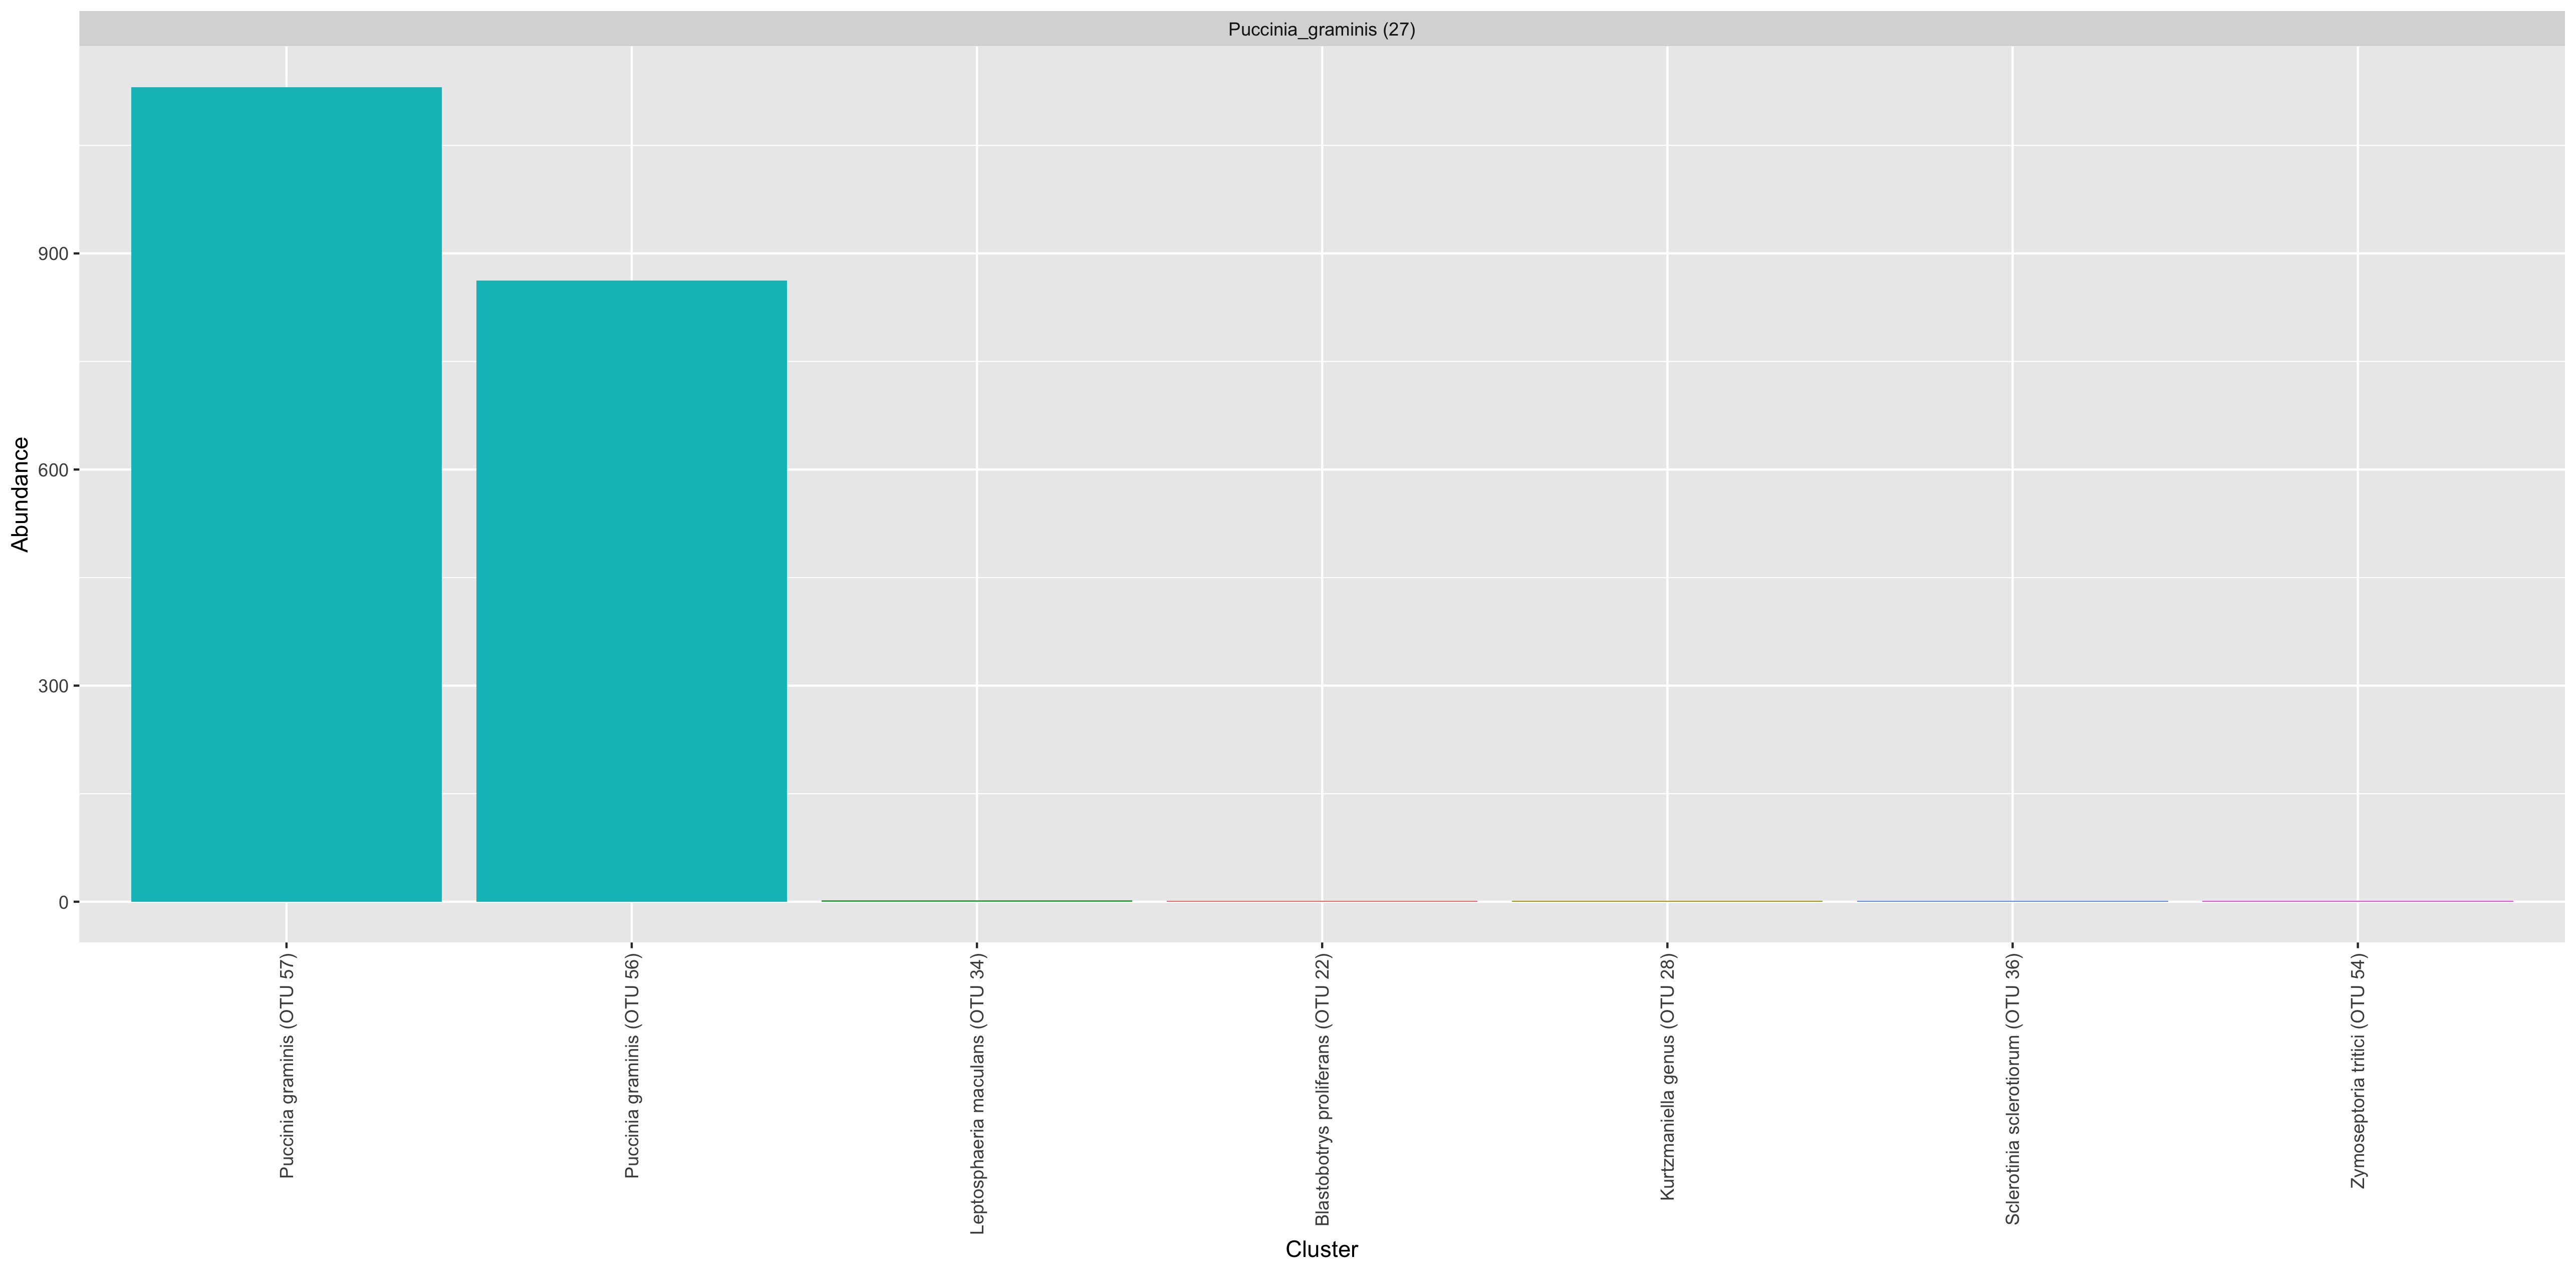 Puccinia_graminis (27)
Abundance
900
600
300
0
Puccinia graminis (OTU 57)
Puccinia graminis (OTU 56)
Leptosphaeria maculans (OTU 34)
Blastobotrys proliferans (OTU 22)
Kurtzmaniella genus (OTU 28)
Sclerotinia sclerotiorum (OTU 36)
Zymoseptoria tritici (OTU 54)
Cluster